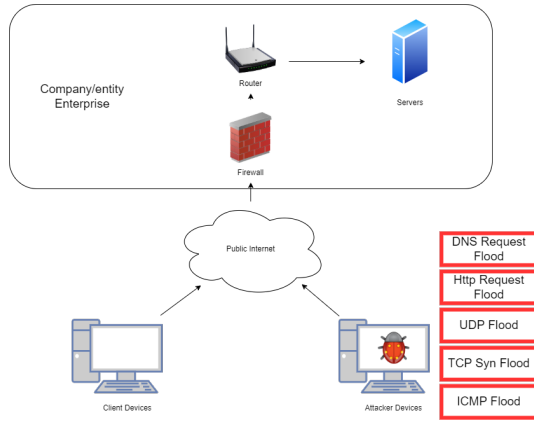 Company/entity
Enterprise
Router
Servers
Firewall
Public Internet
DNS Request
Flood
Http Request
Flood
UDP Flood
TCP Syn Flood
ICMP Flood
Client Devices
Attacker Devices